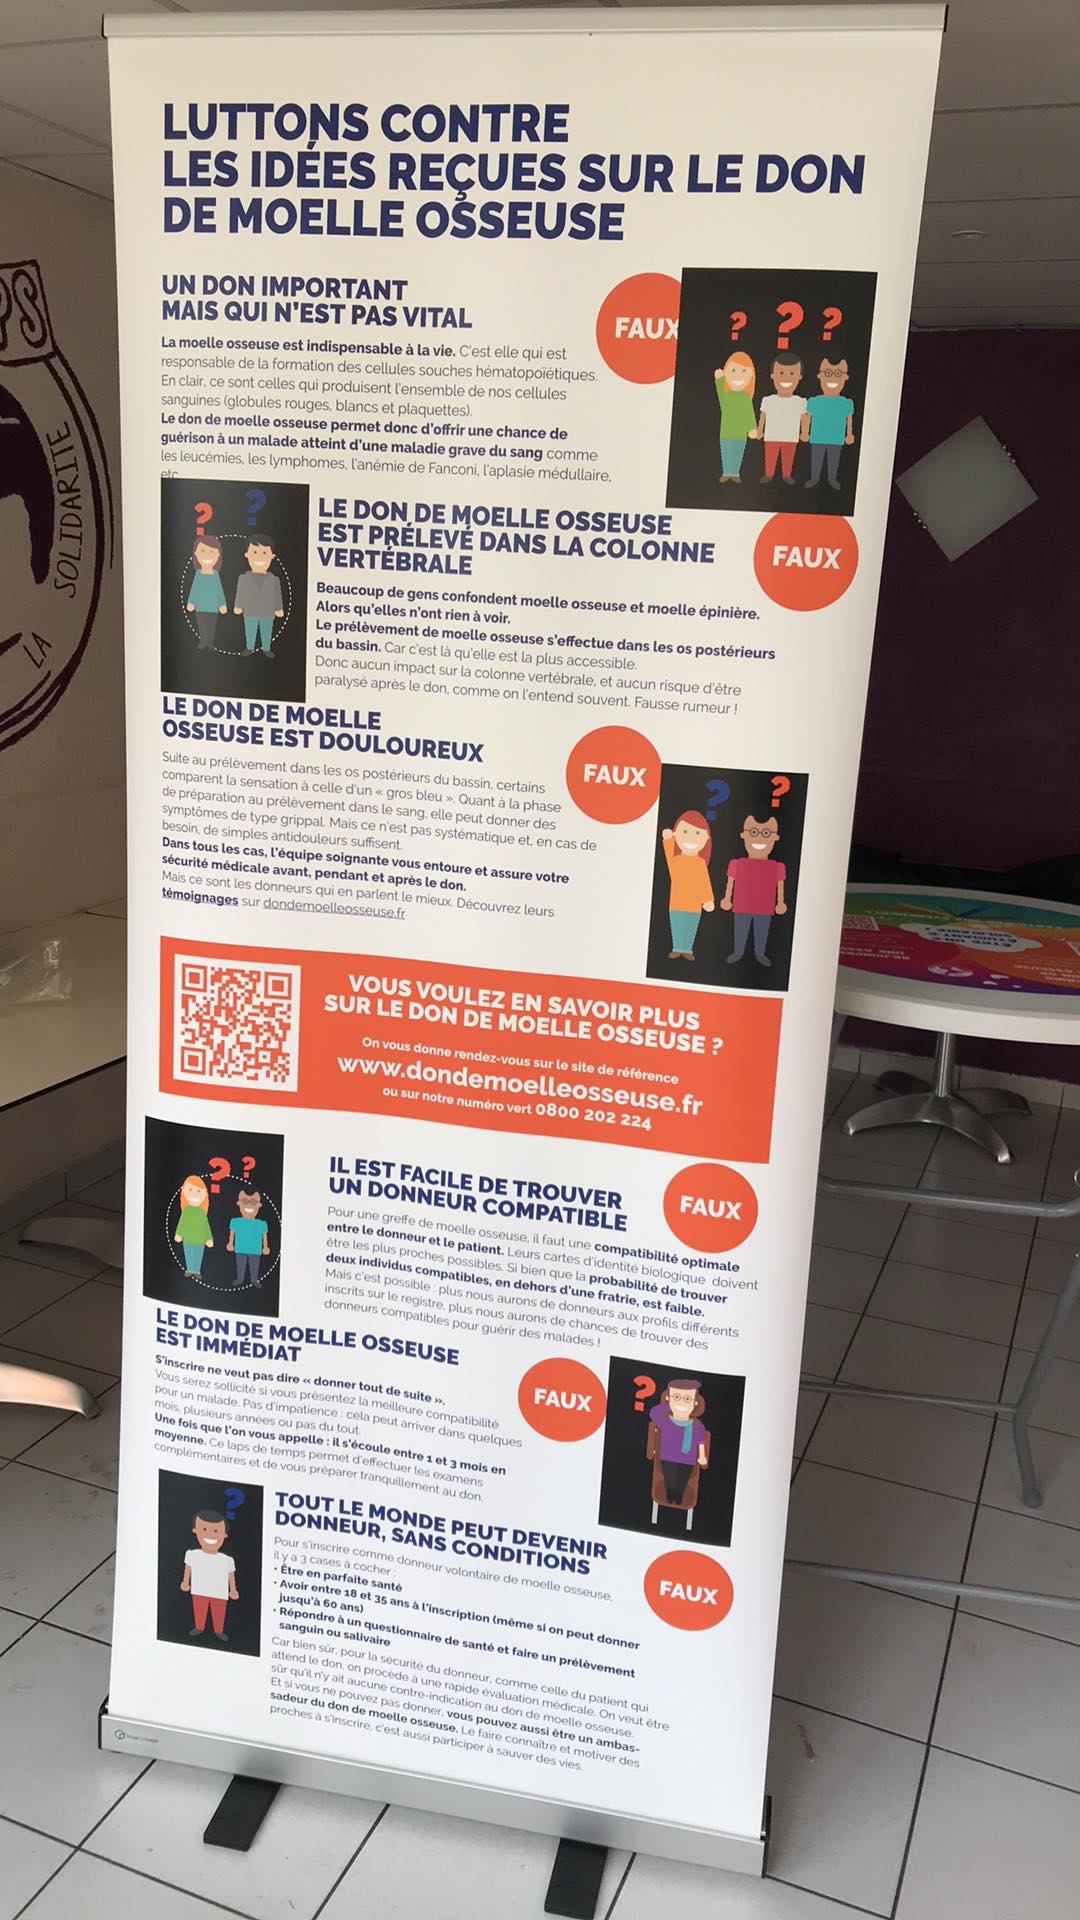 LUTTONS CONTRE
LES IDÉES REÇUES SUR LE DON
DE MOELLE OSSEUSE
UN DON IMPORTANT
MAIS QUI N'EST PAS VITAL
FAUX
La moelle osseuse est indispensable à la vie. C'est elle qui est
responsable de la formation des cellules souches hématopoïétiques.
En clair, ce sont celles qui produisent l'ensemble de nos cellules
sanguines (globules rouges, blancs et plaquettes).
Le don de moelle osseuse permet donc d'offrir une chance de
guérison à un malade atteint d'une maladie grave du sang comme
les leucémies, les lymphomes, l'anémie de Fanconi, l'aplasie médullaire,
etc
? ? ?
? ?
LE DON DE MOELLE OSSEUSE
EST PRÉLEVÉ DANS LA COLONNE
VERTÉBRALE
FAUX
Beaucoup de gens confondent moelle osseuse et moelle épinière.
Alors qu'elles n'ont rien à voir.
Le prélèvement de moelle osseuse s'effectue dans les os postérieurs
du bassin. Car c'est là qu'elle est la plus accessible.
Donc aucun impact sur la colonne vertébrale, et aucun risque d'être
paralysé après le don, comme on l'entend souvent. Fausse rumeur !
LE DON DE MOELLE
OSSEUSE EST DOULOUREUX
FAUX
Suite au prélèvement dans les os postérieurs du bassin, certains
comparent la sensation à celle d'un « gros bleu ». Quant à la phase
de préparation au prélèvement dans le sang, elle peut donner des
symptômes de type grippal. Mais ce n'est pas systématique et, en cas de
besoin, de simples antidouleurs suffisent.
Dans tous les cas, l'équipe soignante vous entoure et assure votre
sécurité médicale avant, pendant et après le don.
Mais ce sont les donneurs qui en parlent le mieux. Découvrez leurs
témoignages sur dondemoelleosseuse.fr
? ?
VOUS VOULEZ EN SAVOIR PLUS
SUR LE DON DE MOELLE OSSEUSE ?
On vous donne rendez-vous sur le site de référence
www.dondemoelleosseuse.fr
ou sur notre numéro vert 0800 202 224
? ?
IL EST FACILE DE TROUVER
UN DONNEUR COMPATIBLE
FAUX
Pour une greffe de moelle osseuse, il faut une compatibilité optimale
entre le donneur et le patient. Leurs cartes d'identité biologique doivent
être les plus proches possibles. Si bien que la probabilité de trouver
deux individus compatibles, en dehors d'une fratrie, est faible.
Mais c'est possible : plus nous aurons de donneurs aux profils différents
inscrits sur le registre, plus nous aurons de chances de trouver des
donneurs compatibles pour guérir des malades !
LE DON DE MOELLE OSSEUSE
EST IMMÉDIAT
FAUX
S'inscrire ne veut pas dire « donner tout de suite ».
Vous serez sollicité si vous présentez la meilleure compatibilité
pour un malade. Pas d'impatience : cela peut arriver dans quelques
mois, plusieurs années ou pas du tout.
Une fois que l'on vous appelle : il s'écoule entre 1 et 3 mois en
moyenne. Ce laps de temps permet d'effectuer les examens
complémentaires et de vous préparer tranquillement au don.
?
?
TOUT LE MONDE PEUT DEVENIR
DONNEUR, SANS CONDITIONS
FAUX
Pour s'inscrire comme donneur volontaire de moelle osseuse,
il y a 3 cases à cocher :
• Être en parfaite santé
• Avoir entre 18 et 35 ans à l'inscription (même si on peut donner
jusqu'à 60 ans)
• Répondre à un questionnaire de santé et faire un prélèvement
sanguin ou salivaire
Car bien sûr, pour la sécurité du donneur, comme celle du patient qui
attend le don, on procède à une rapide évaluation médicale. On veut être
sûr qu'il n'y ait aucune contre-indication au don de moelle osseuse.
Et si vous ne pouvez pas donner, vous pouvez aussi être un ambas-
sadeur du don de moelle osseuse. Le faire connaître et motiver des
proches à s'inscrire, c'est aussi participer à sauver des vies.
PS
LA SOLIDARITE
ÊTRE UN·E
ÉTUDIANT·E
SOLIDAIRE ?